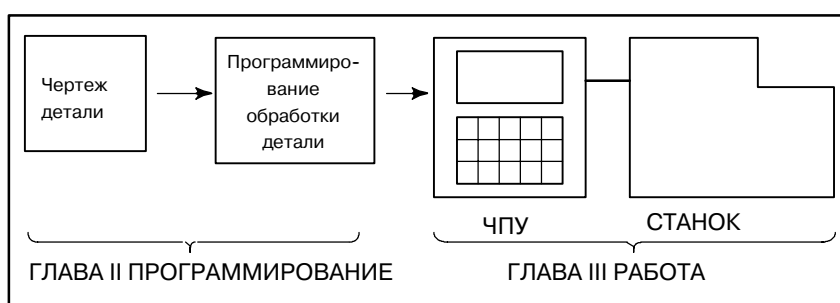 Чертеж
детали
Программиро-
вание
обработки
детали
ЧПУ
СТАНОК
ГЛАВА II ПРОГРАММИРОВАНИЕ
ГЛАВА III РАБОТА